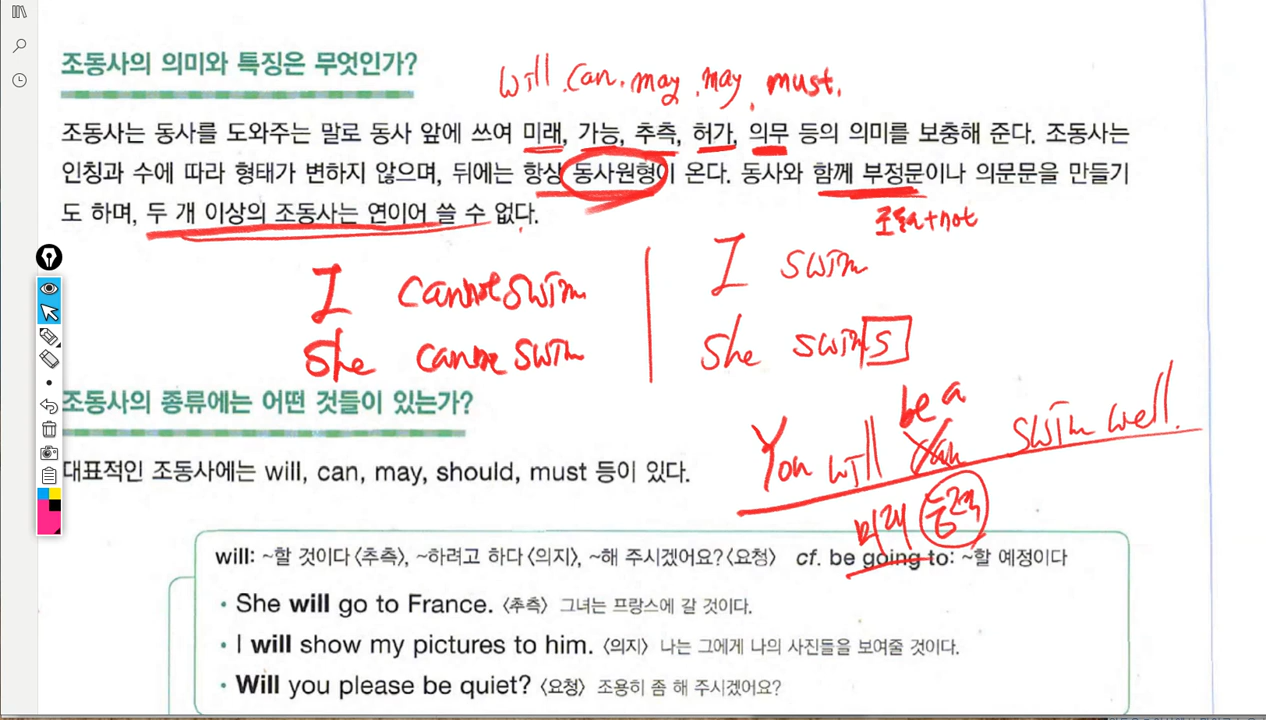 조동사의 의미와 특징은 무엇인가?
will can may may must
조동사는 동사를 도와주는 말로 동사 앞에 쓰여 미래, 가능, 추측, 허가, 의무 등의 의미를 보충해 준다. 조동사는
인칭과 수에 따라 형태가 변하지 않으며, 뒤에는 항상 동사원형이 온다. 동사와 함께 부정문이나 의문문을 만들기
도 하며, 두 개 이상의 조동사는 연이어 쓸 수 없다.
조동사+not
I cannot swim
I swim
She swim
She swims
조동사의 종류에는 어떤 것들이 있는가?
be a
You will can swim well.
대표적인 조동사에는 will, can, may, should, must 등이 있다.
미래
will: ~할 것이다〈추측〉, ~하려고 하다〈의지〉, ~해 주시겠어요?〈요청〉 cf. be going to: ~할 예정이다
• She will go to France. 〈추측〉 그녀는 프랑스에 갈 것이다.
• I will show my pictures to him. 〈의지〉 나는 그에게 나의 사진들을 보여줄 것이다.
• Will you please be quiet? 〈요청〉 조용히 좀 해 주시겠어요?